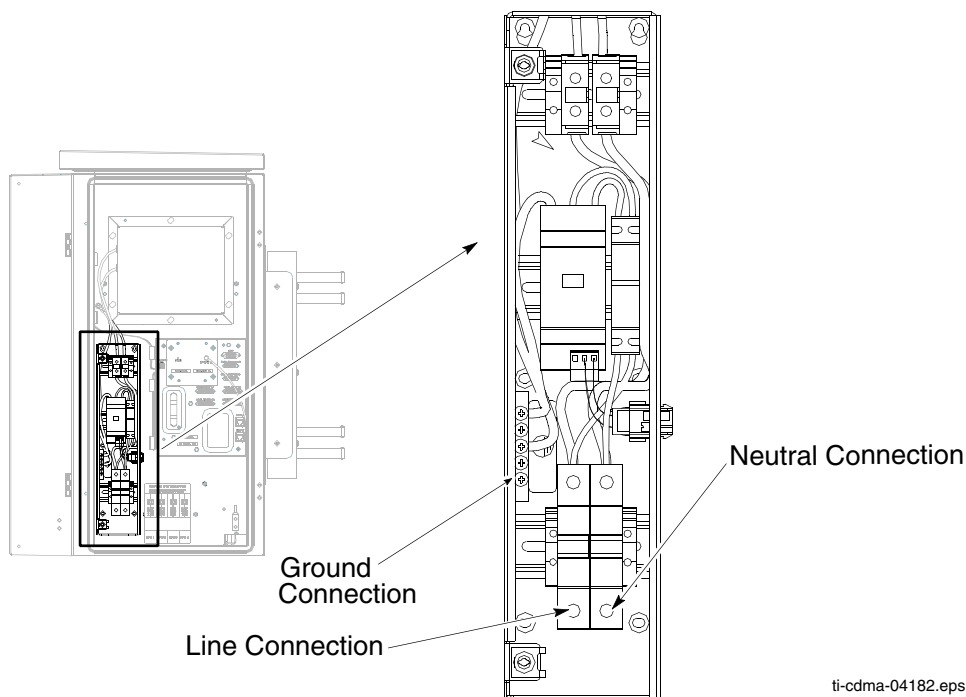 Neutral Connection
Ground
Connection
Line Connection
ti-cdma-04182.eps